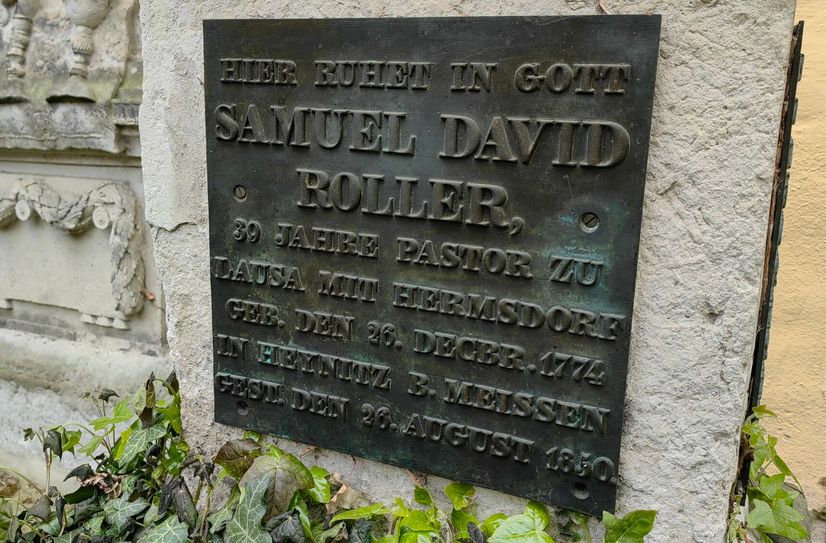 HIER RUHET IN GOTT
SAMUEL DAVID
ROLLER,
39 JAHRE PASTOR ZU
LAUSA MIT HERMSDORF
GEB. DEN 26. DECBR. 1774
IN HEYNITZ B. MEISSEN
GEST. DEN 26. AUGUST 1850.